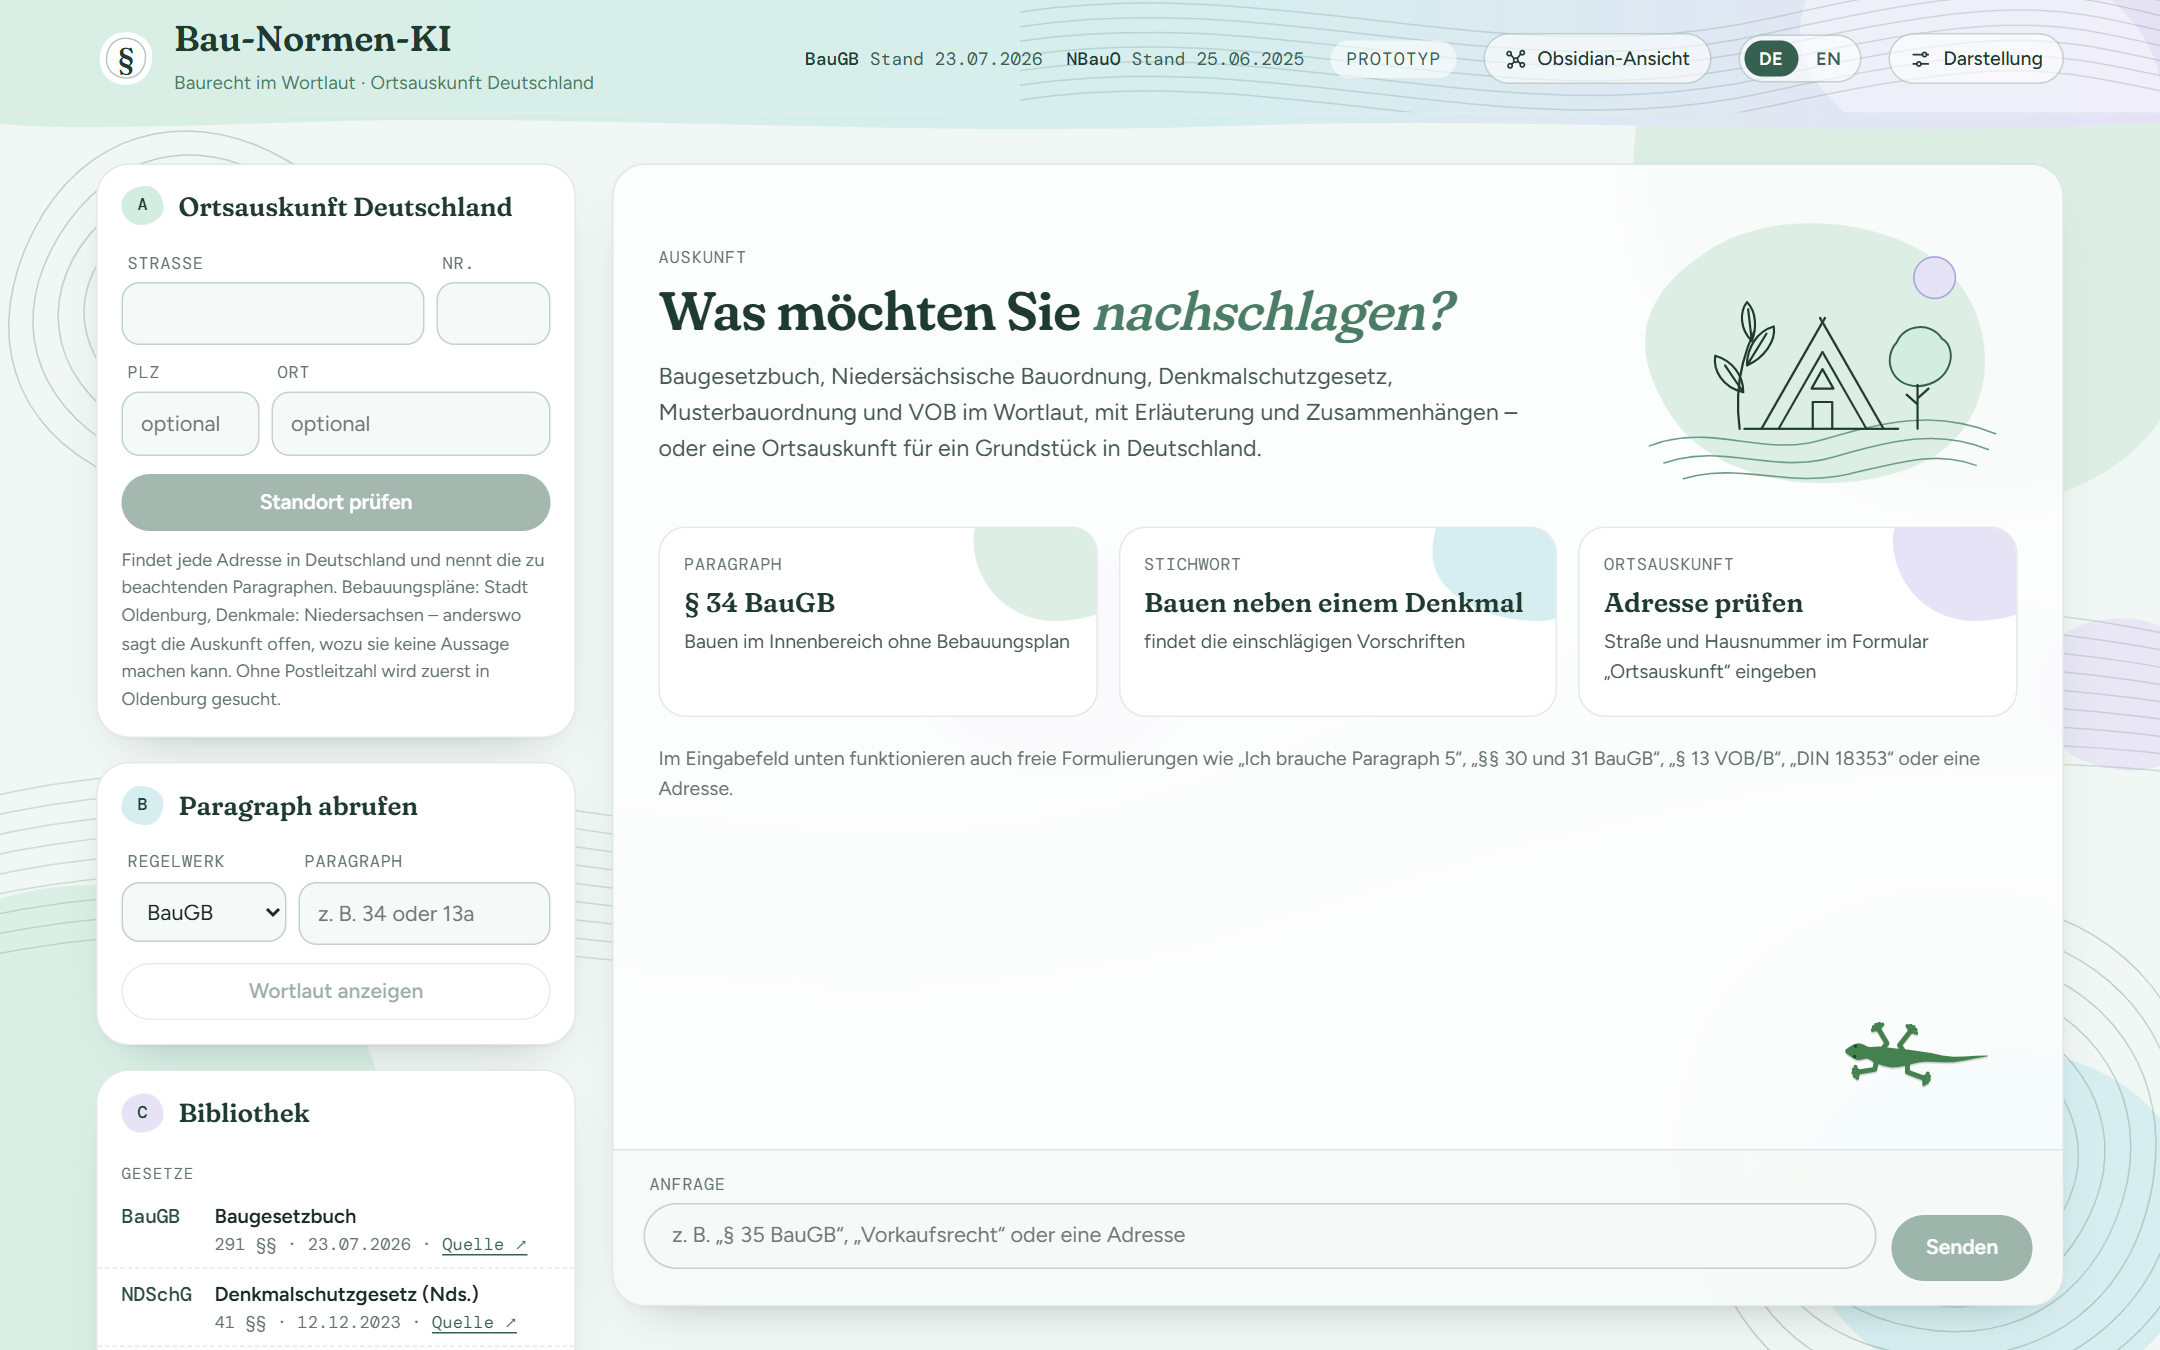 §
Bau-Normen-KI
Baurecht im Wortlaut · Ortsauskunft Deutschland
BauGB Stand 23.07.2026 NBauO Stand 25.06.2025
PROTOTYP
Obsidian-Ansicht
DE EN
Darstellung
A
Ortsauskunft Deutschland
STRASSE
NR.
PLZ
ORT
optional
optional
Standort prüfen
Findet jede Adresse in Deutschland und nennt die zu
beachtenden Paragraphen. Bebauungspläne: Stadt
Oldenburg, Denkmale: Niedersachsen – anderswo
sagt die Auskunft offen, wozu sie keine Aussage
machen kann. Ohne Postleitzahl wird zuerst in
Oldenburg gesucht.
B
Paragraph abrufen
REGELWERK
PARAGRAPH
BauGB
z. B. 34 oder 13a
Wortlaut anzeigen
C
Bibliothek
GESETZE
BauGB
Baugesetzbuch
291 §§ · 23.07.2026 · Quelle ↗
NDSchG
Denkmalschutzgesetz (Nds.)
41 §§ · 12.12.2023 · Quelle ↗
AUSKUNFT
Was möchten Sie nachschlagen?
Baugesetzbuch, Niedersächsische Bauordnung, Denkmalschutzgesetz,
Musterbauordnung und VOB im Wortlaut, mit Erläuterung und Zusammenhängen –
oder eine Ortsauskunft für ein Grundstück in Deutschland.
PARAGRAPH
§ 34 BauGB
Bauen im Innenbereich ohne Bebauungsplan
STICHWORT
Bauen neben einem Denkmal
findet die einschlägigen Vorschriften
ORTSAUSKUNFT
Adresse prüfen
Straße und Hausnummer im Formular
„Ortsauskunft“ eingeben
Im Eingabefeld unten funktionieren auch freie Formulierungen wie „Ich brauche Paragraph 5“, „§§ 30 und 31 BauGB“, „§ 13 VOB/B“, „DIN 18353“ oder eine
Adresse.
ANFRAGE
z. B. „§ 35 BauGB“, „Vorkaufsrecht“ oder eine Adresse
Senden